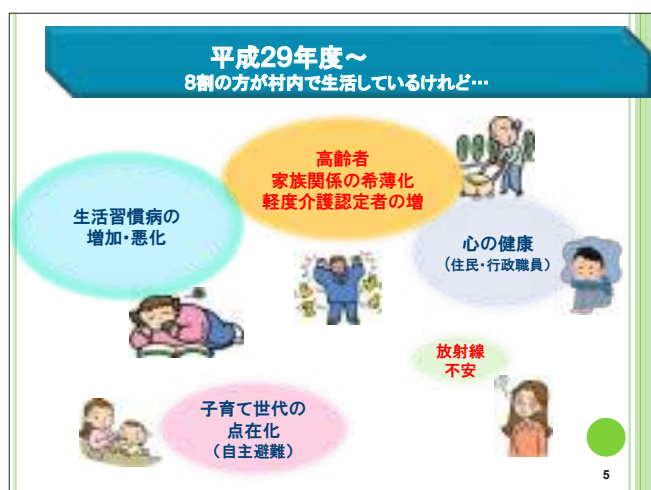 平成29年度～
8割の方が村内で生活しているけれど…
高齢者
家族関係の希薄化
軽度介護認定者の増
生活習慣病の
増加・悪化
心の健康
（住民・行政職員）
放射線
不安
子育て世代の
点在化
（自主避難）
5